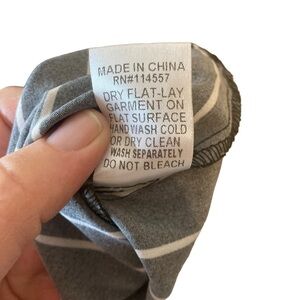 MADE IN CHINA
RN#114557
DRY FLAT-LAY
GARMENT ON
FLAT SURFACE
HAND WASH COLD
OR DRY CLEAN
WASH SEPARATELY
DO NOT BLEACH